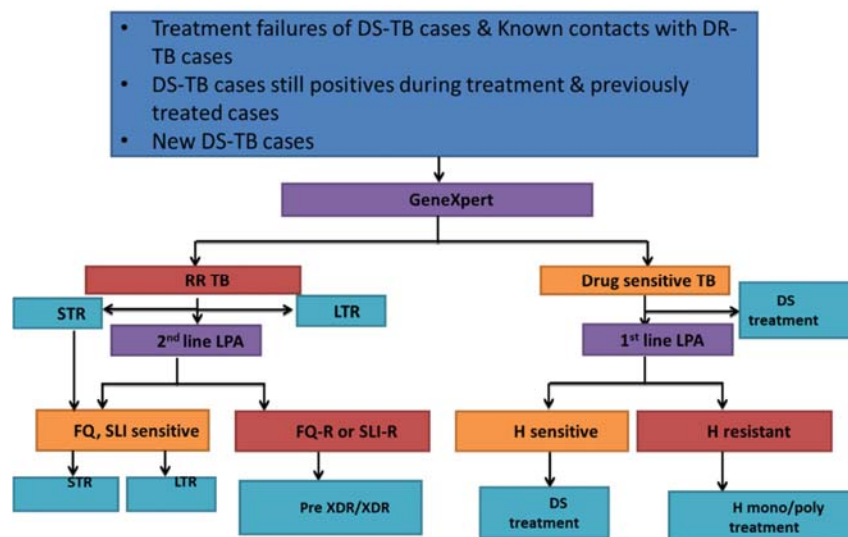 • Treatment failures of DS-TB cases & Known contacts with DR-
TB cases
• DS-TB cases still positives during treatment & previously
treated cases
• New DS-TB cases
GeneXpert
RR TB
Drug sensitive TB
STR
LTR
DS
treatment
2nd line LPA
1st line LPA
FQ, SLI sensitive
FQ-R or SLI-R
H sensitive
H resistant
STR
LTR
Pre XDR/XDR
DS
treatment
H mono/poly
treatment